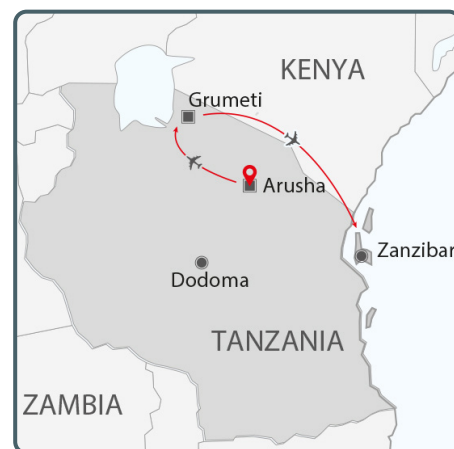 KENYA
Grumeti
Arusha
Zanzibar
Dodoma
TANZANIA
ZAMBIA